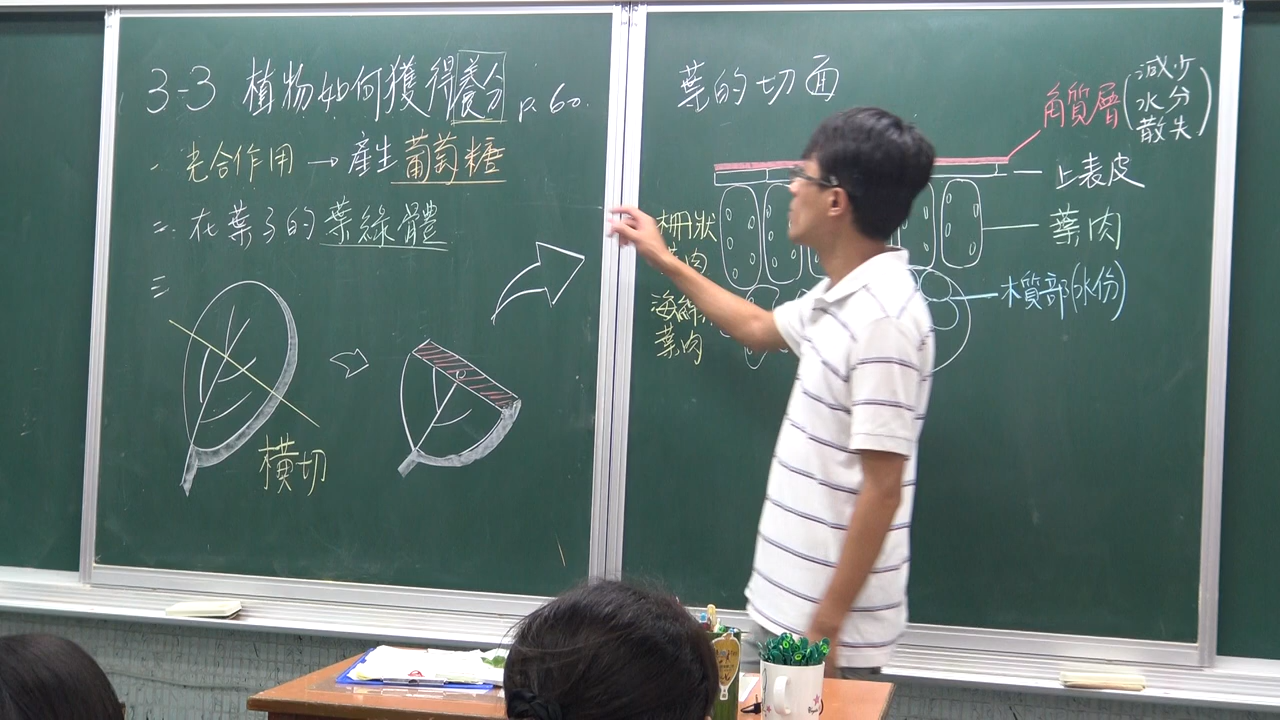 3-3 植物如何獲得養分 p. 60.
一. 光合作用 → 產生葡萄糖
二. 在葉子的葉綠體
三
橫切
葉的切面
角質層(減少水分散失)
上表皮
柵狀
葉肉
葉肉
木質部(水份)
海綿
葉肉